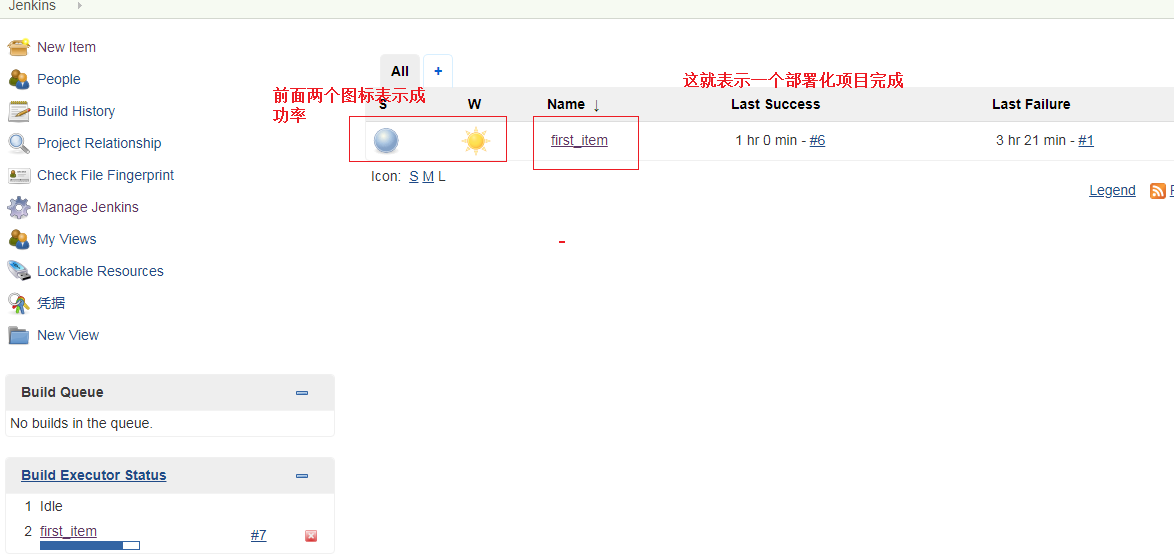 Jenkins
New Item
People
Build History
Project Relationship
Check File Fingerprint
Manage Jenkins
My Views
Lockable Resources
凭据
New View
Build Queue
No builds in the queue.
Build Executor Status
1 Idle
2 first_item #7
All +
前面两个图标表示成
功率
这就表示一个部署化项目完成
S W Name ↓ Last Success Last Failure
first_item 1 hr 0 min - #6 3 hr 21 min - #1
Icon: S M L
Legend